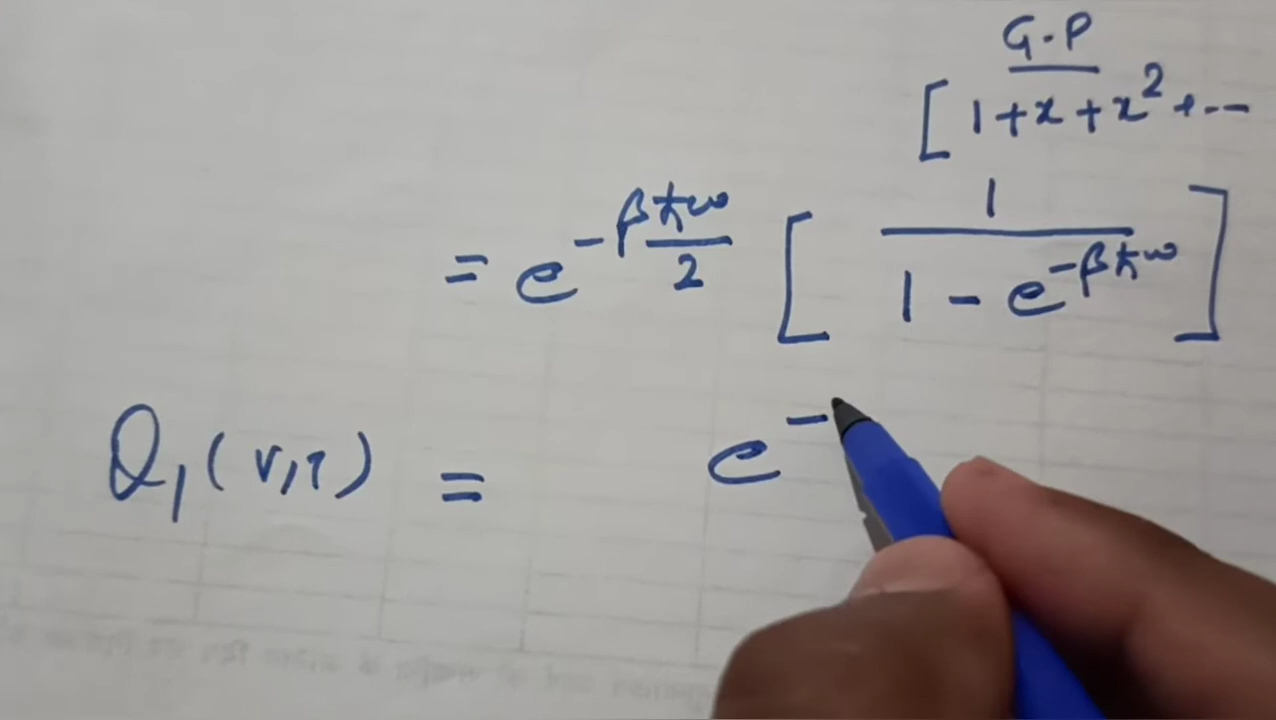 G.P
[ 1 + x + x² + ...
= e^{-βħω/2} [ 1 / (1 - e^{-βħω}) ]
Q₁(V,T) = e^{-